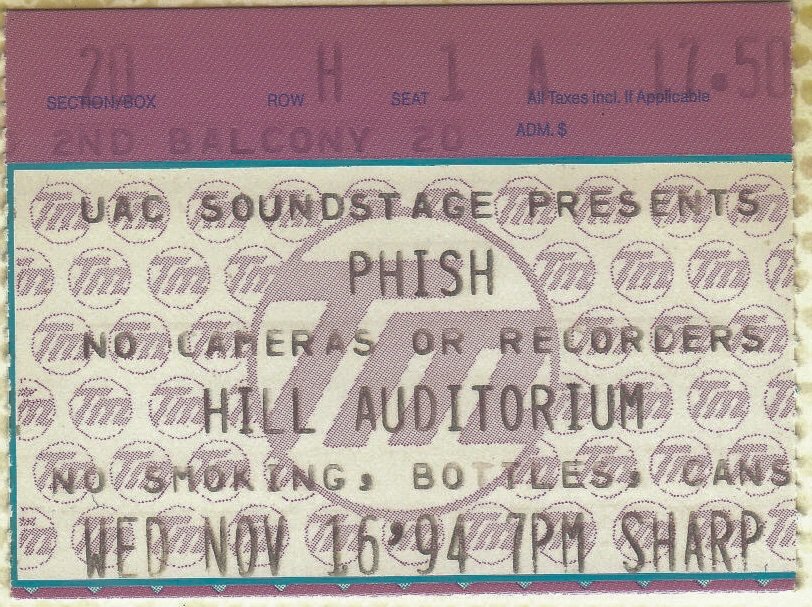 20 H 1 A 17.50
SECTION/BOX ROW SEAT All Taxes incl. If Applicable
ADM. $
2ND BALCONY 20
UAC SOUNDSTAGE PRESENTS
PHISH
NO CAMERAS OR RECORDERS
HILL AUDITORIUM
NO SMOKING, BOTTLES, CANS
WED NOV 16'94 7PM SHARP